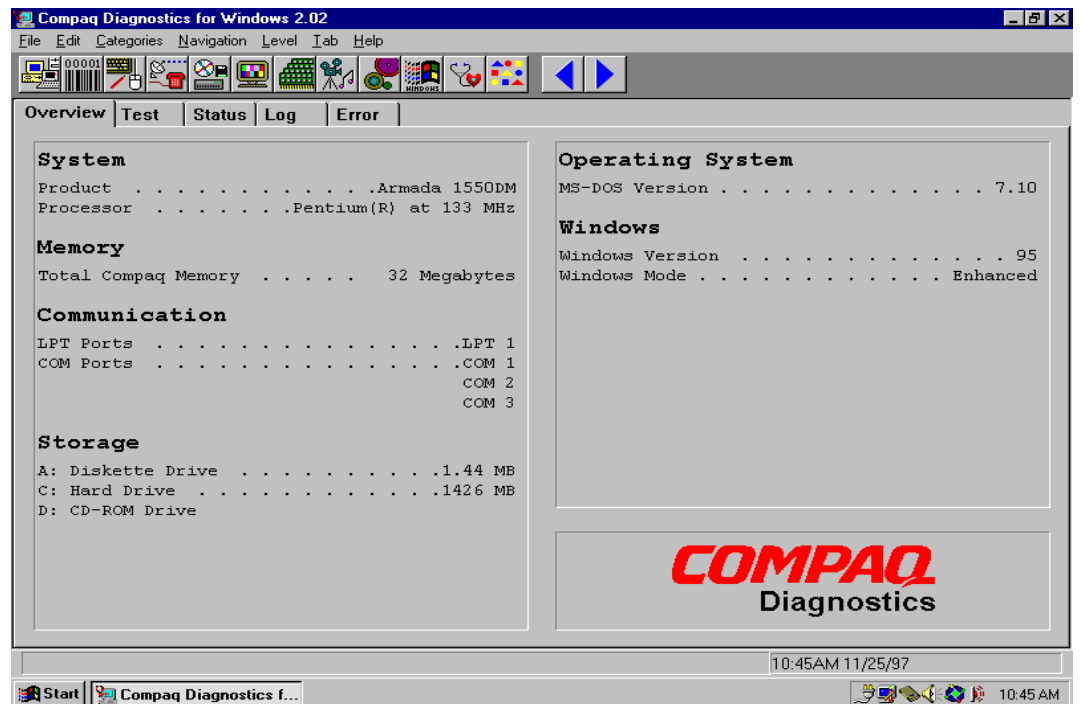 Compaq Diagnostics for Windows 2.02
File Edit Categories Navigation Level Tab Help
00001
WINDOWS
Overview Test Status Log Error
System
Product . . . . . . . . . . . . .Armada 1550DM
Processor . . . . . . .Pentium(R) at 133 MHz
Memory
Total Compaq Memory . . . . . 32 Megabytes
Communication
LPT Ports . . . . . . . . . . . . . . .LPT 1
COM Ports . . . . . . . . . . . . . . .COM 1
COM 2
COM 3
Storage
A: Diskette Drive . . . . . . . . . .1.44 MB
C: Hard Drive . . . . . . . . . . . .1426 MB
D: CD-ROM Drive
Operating System
MS-DOS Version . . . . . . . . . . . . . 7.10
Windows
Windows Version . . . . . . . . . . . . . 95
Windows Mode . . . . . . . . . . . . Enhanced
COMPAQ
Diagnostics
10:45AM 11/25/97
Start Compaq Diagnostics f... 10:45 AM